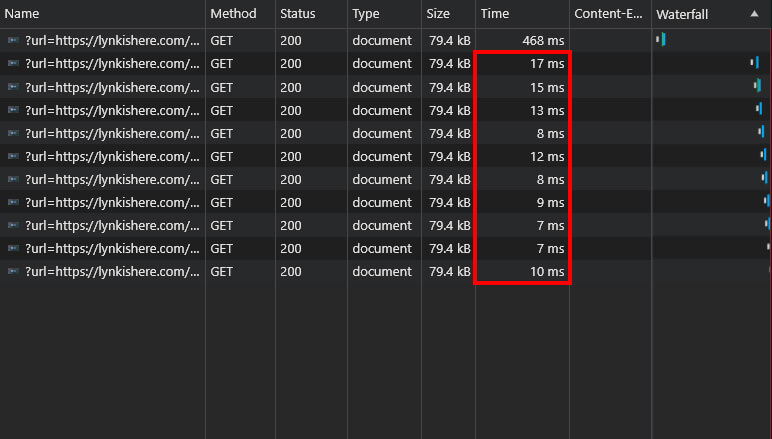 Name Method Status Type Size Time Content-E... Waterfall
?url=https://lynkishere.com/... GET 200 document 79.4 kB 468 ms
?url=https://lynkishere.com/... GET 200 document 79.4 kB 17 ms
?url=https://lynkishere.com/... GET 200 document 79.4 kB 15 ms
?url=https://lynkishere.com/... GET 200 document 79.4 kB 13 ms
?url=https://lynkishere.com/... GET 200 document 79.4 kB 8 ms
?url=https://lynkishere.com/... GET 200 document 79.4 kB 12 ms
?url=https://lynkishere.com/... GET 200 document 79.4 kB 8 ms
?url=https://lynkishere.com/... GET 200 document 79.4 kB 9 ms
?url=https://lynkishere.com/... GET 200 document 79.4 kB 7 ms
?url=https://lynkishere.com/... GET 200 document 79.4 kB 7 ms
?url=https://lynkishere.com/... GET 200 document 79.4 kB 10 ms